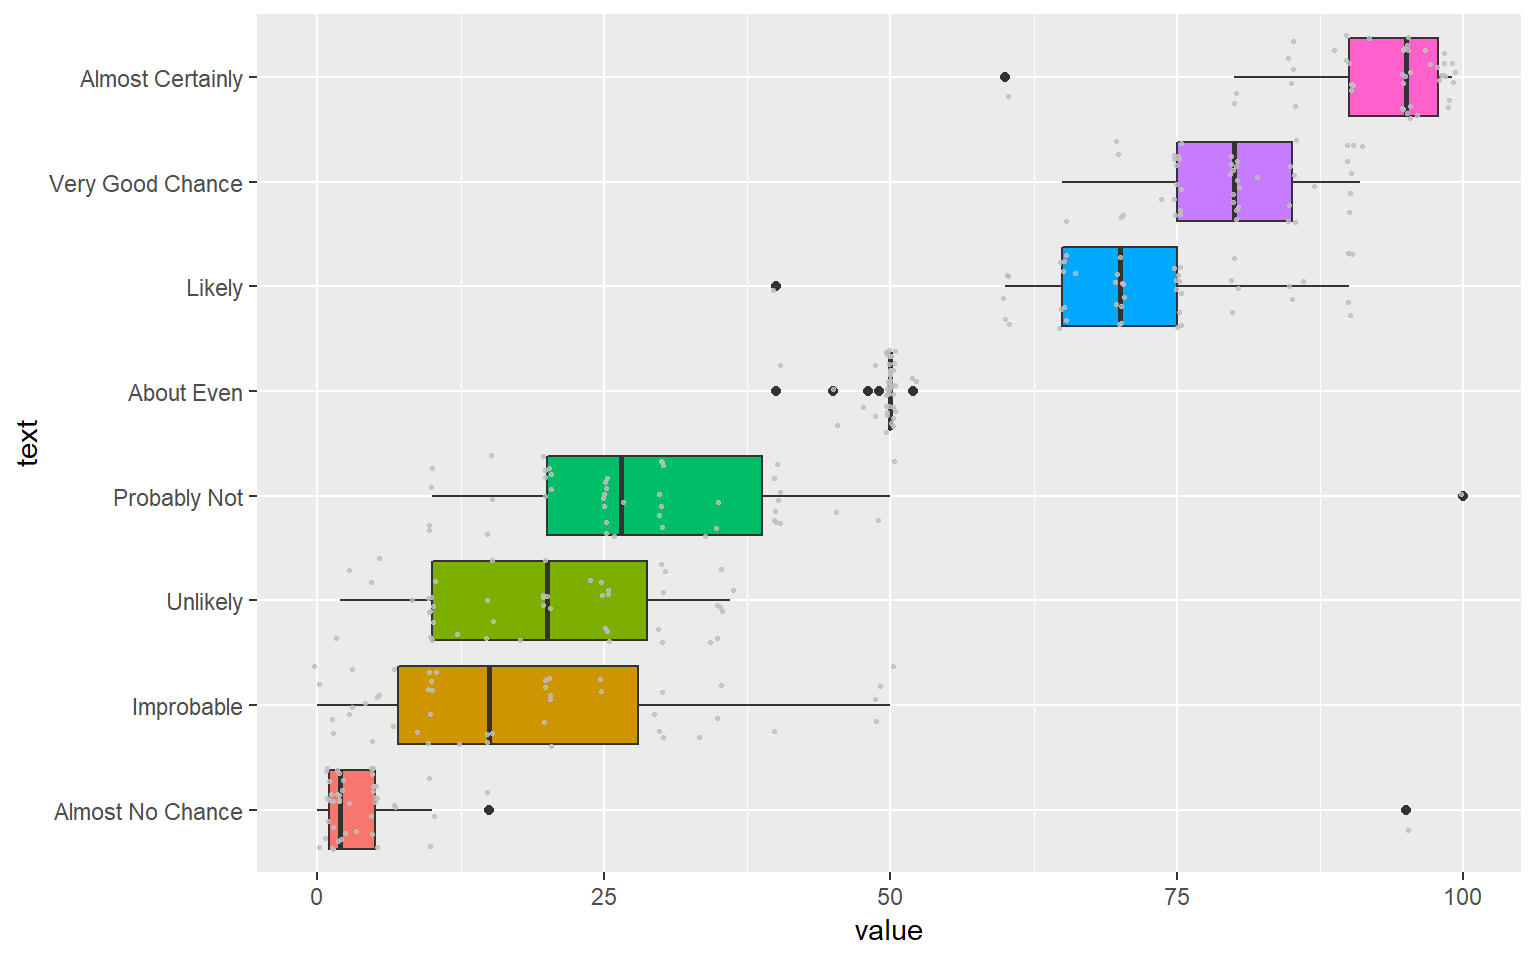 Almost Certainly
Very Good Chance
Likely
About Even
Probably Not
Unlikely
Improbable
Almost No Chance
text
0 25 50 75 100
value